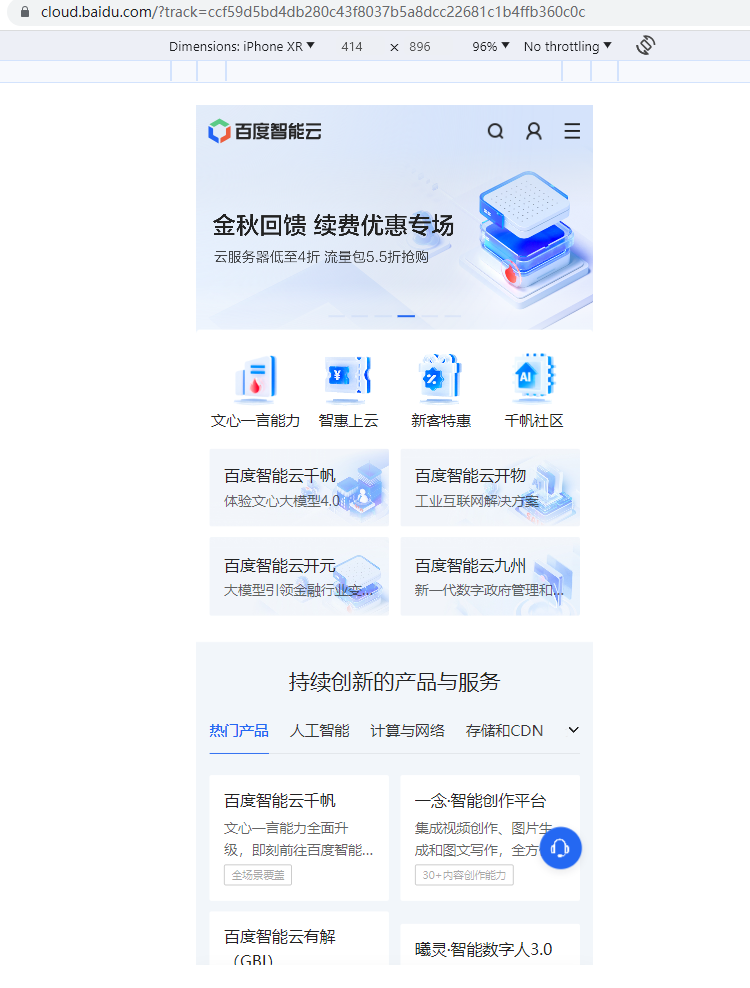 cloud.baidu.com/?track=ccf59d5bd4db280c43f8037b5a8dcc22681c1b4ffb360c0c
Dimensions: iPhone XR 414 × 896 96% No throttling
百度智能云
金秋回馈 续费优惠专场
云服务器低至4折 流量包5.5折抢购
¥
AI
文心一言能力 智惠上云 新客特惠 千帆社区
百度智能云千帆 百度智能云开物
体验文心大模型4.0 工业互联网解决方案
百度智能云开元 百度智能云九州
大模型引领金融行业变... 新一代数字政府管理和...
持续创新的产品与服务
热门产品 人工智能 计算与网络 存储和CDN
百度智能云千帆
文心一言能力全面升
级，即刻前往百度智能...
全场景覆盖
一念·智能创作平台
集成视频创作、图片生
成和图文写作，全方
30+内容创作能力
百度智能云有解
（GBI）
曦灵·智能数字人3.0